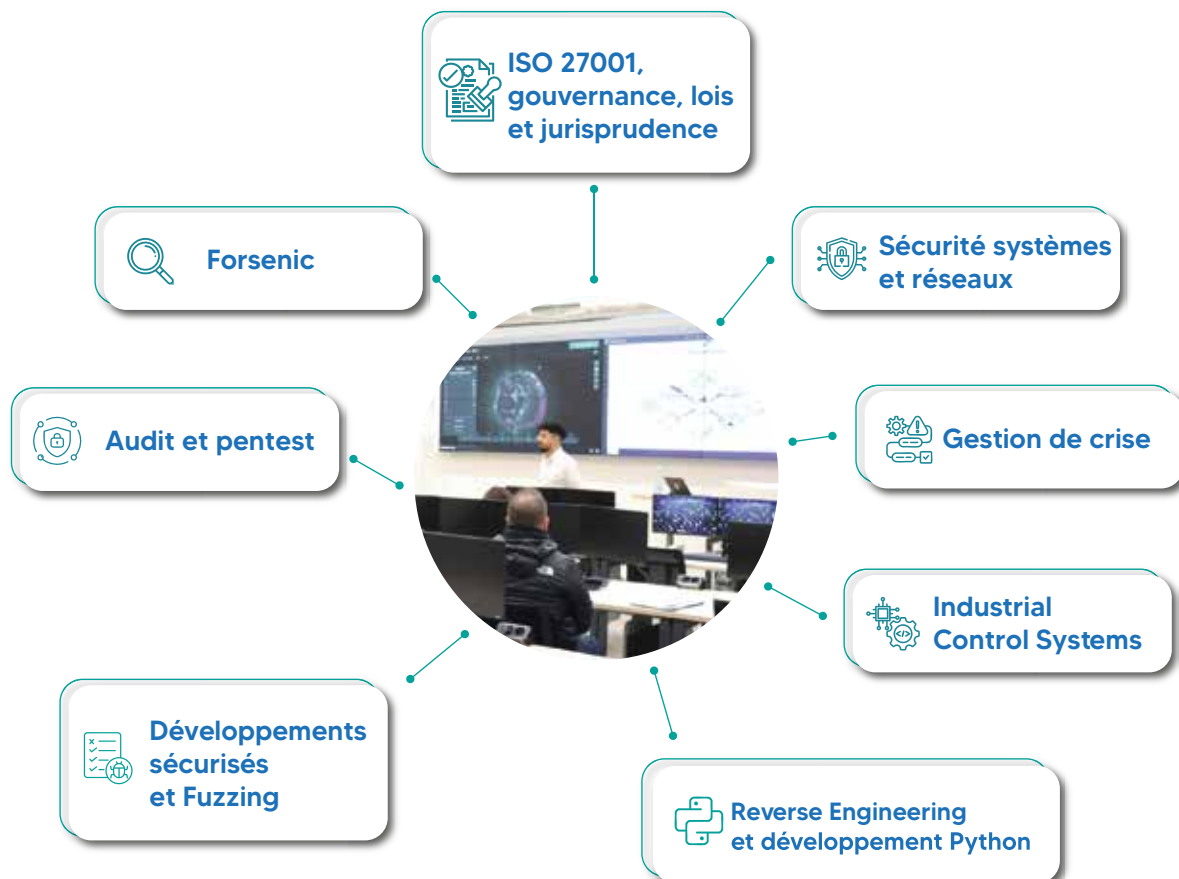 ISO 27001,
gouvernance, lois
et jurisprudence
Forsenic
Sécurité systèmes
et réseaux
Audit et pentest
Gestion de crise
Industrial
Control Systems
Développements
sécurisés
et Fuzzing
Reverse Engineering
et développement Python